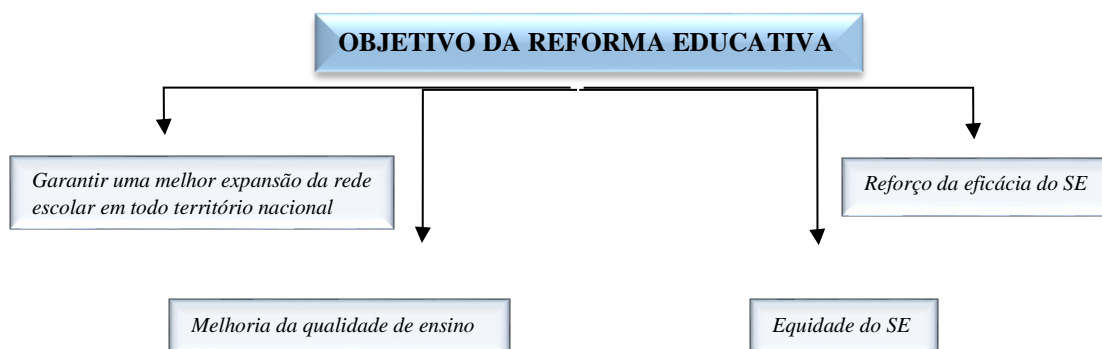 OBJETIVO DA REFORMA EDUCATIVA
Garantir uma melhor expansão da rede
escolar em todo território nacional
Reforço da eficácia do SE
Melhoria da qualidade de ensino
Equidade do SE